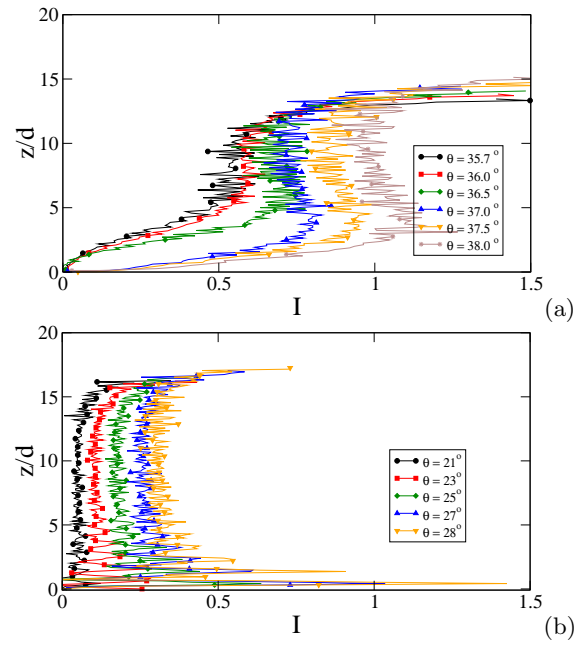 20
15
10
5
0
z/d
θ = 35.7 °
θ = 36.0 °
θ = 36.5 °
θ = 37.0 °
θ = 37.5 °
θ = 38.0 °
0 0.5 1 1.5
I
(a)
20
15
10
5
0
z/d
θ = 21°
θ = 23°
θ = 25°
θ = 27°
θ = 28°
0 0.5 1 1.5
I
(b)